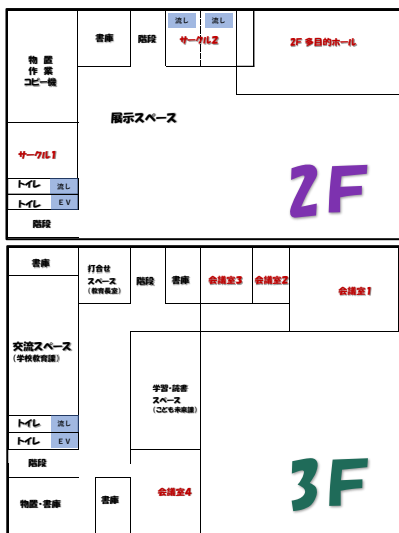 書庫
階段
流し
流し
サークル2
2F 多目的ホール
物 置
作 業
コピー機
展示スペース
サークル1
トイレ
流し
トイレ
EV
階段
2F
書庫
打合せ
スペース
(教育長室)
階段
書庫
会議室3
会議室2
会議室1
交流スペース
(学校教育課)
学習・読書
スペース
(こども未来課)
トイレ
流し
トイレ
EV
階段
物置・書庫
書庫
会議室4
3F